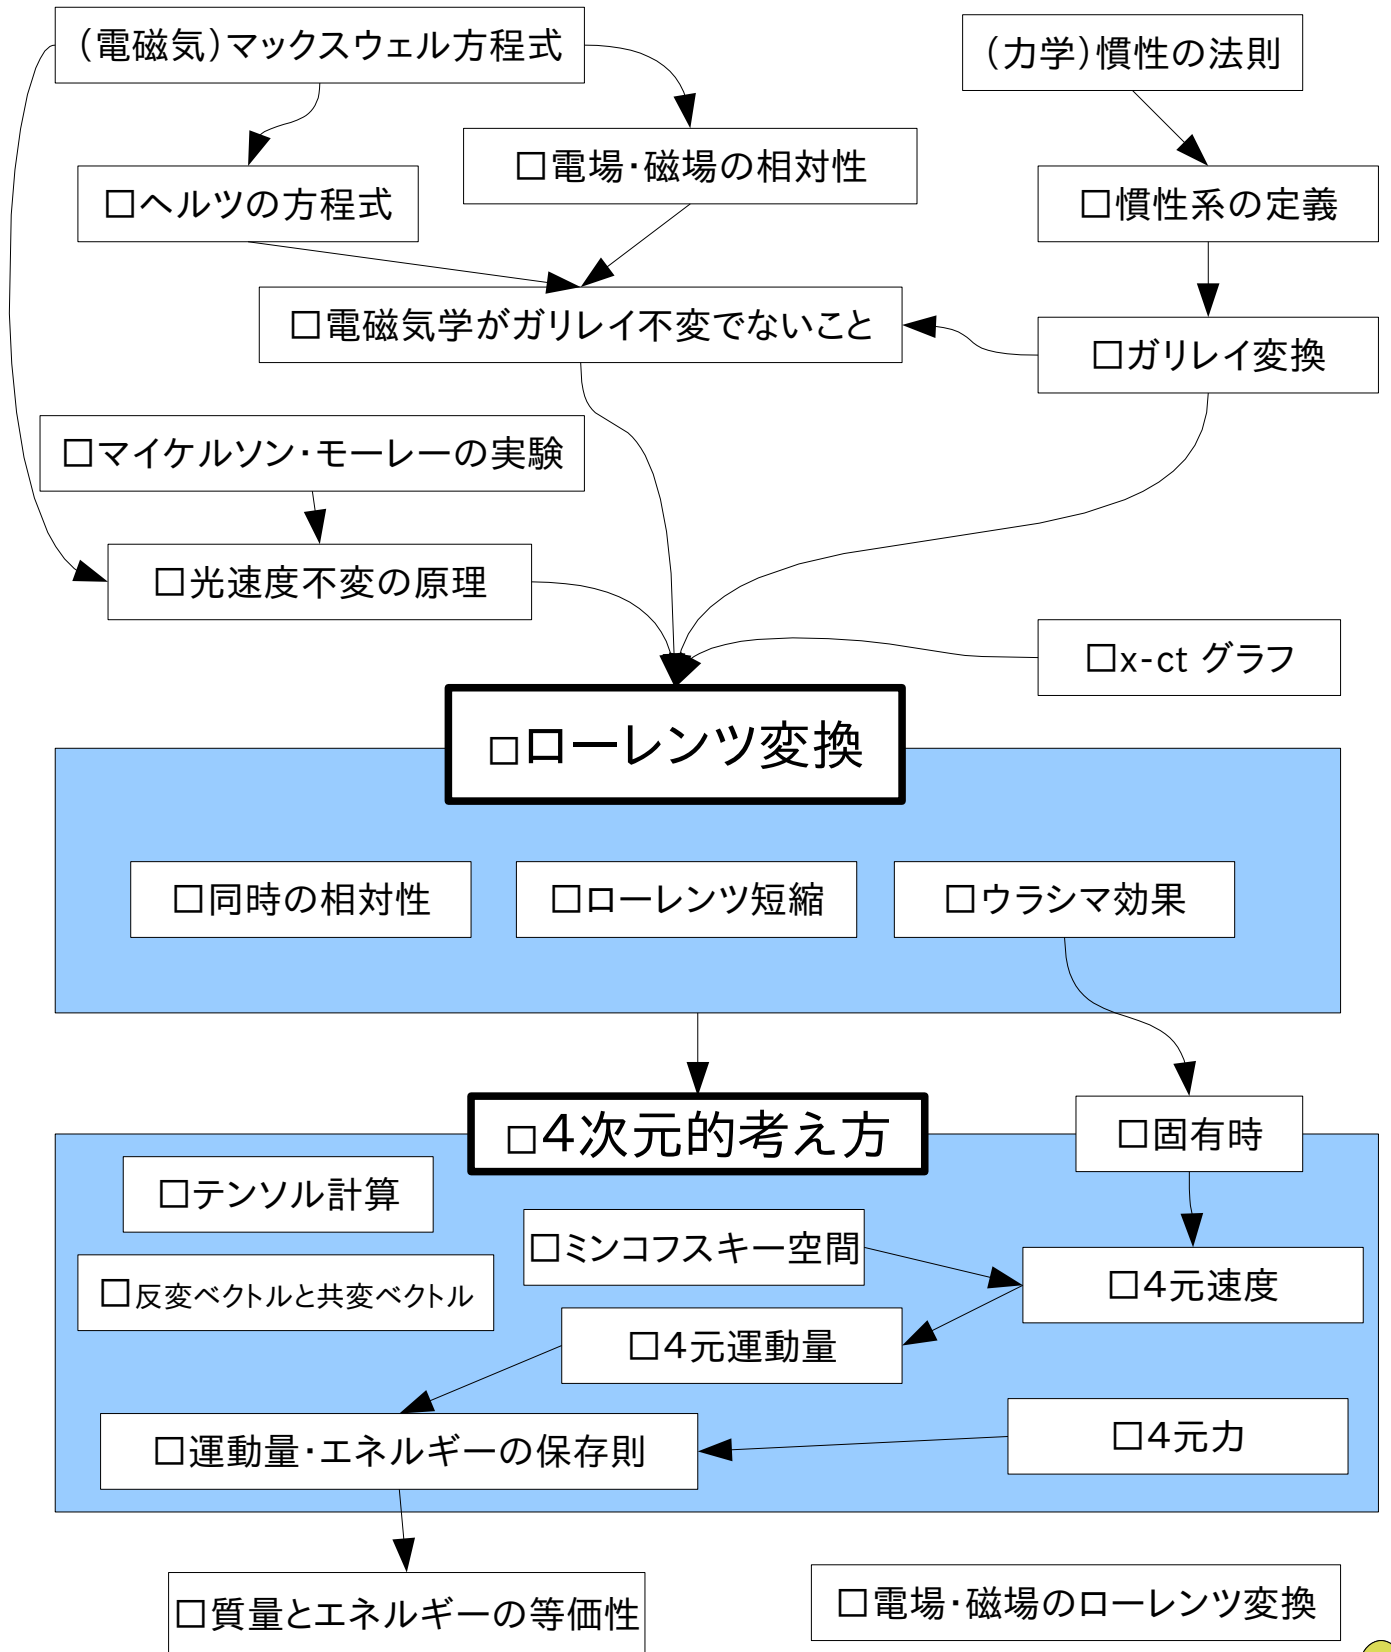 （電磁気）マックスウェル方程式
（力学）慣性の法則
□電場・磁場の相対性
□ヘルツの方程式
□慣性系の定義
□電磁気学がガリレイ不変でないこと
□ガリレイ変換
□マイケルソン・モーレーの実験
□光速度不変の原理
□x-ct グラフ
□ローレンツ変換
□同時の相対性
□ローレンツ短縮
□ウラシマ効果
□4次元的考え方
□固有時
□テンソル計算
□ミンコフスキー空間
□反変ベクトルと共変ベクトル
□4元速度
□4元運動量
□運動量・エネルギーの保存則
□4元力
□質量とエネルギーの等価性
□電場・磁場のローレンツ変換